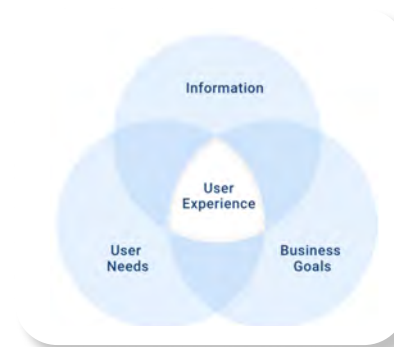 Information
User
Experience
User
Needs
Business
Goals